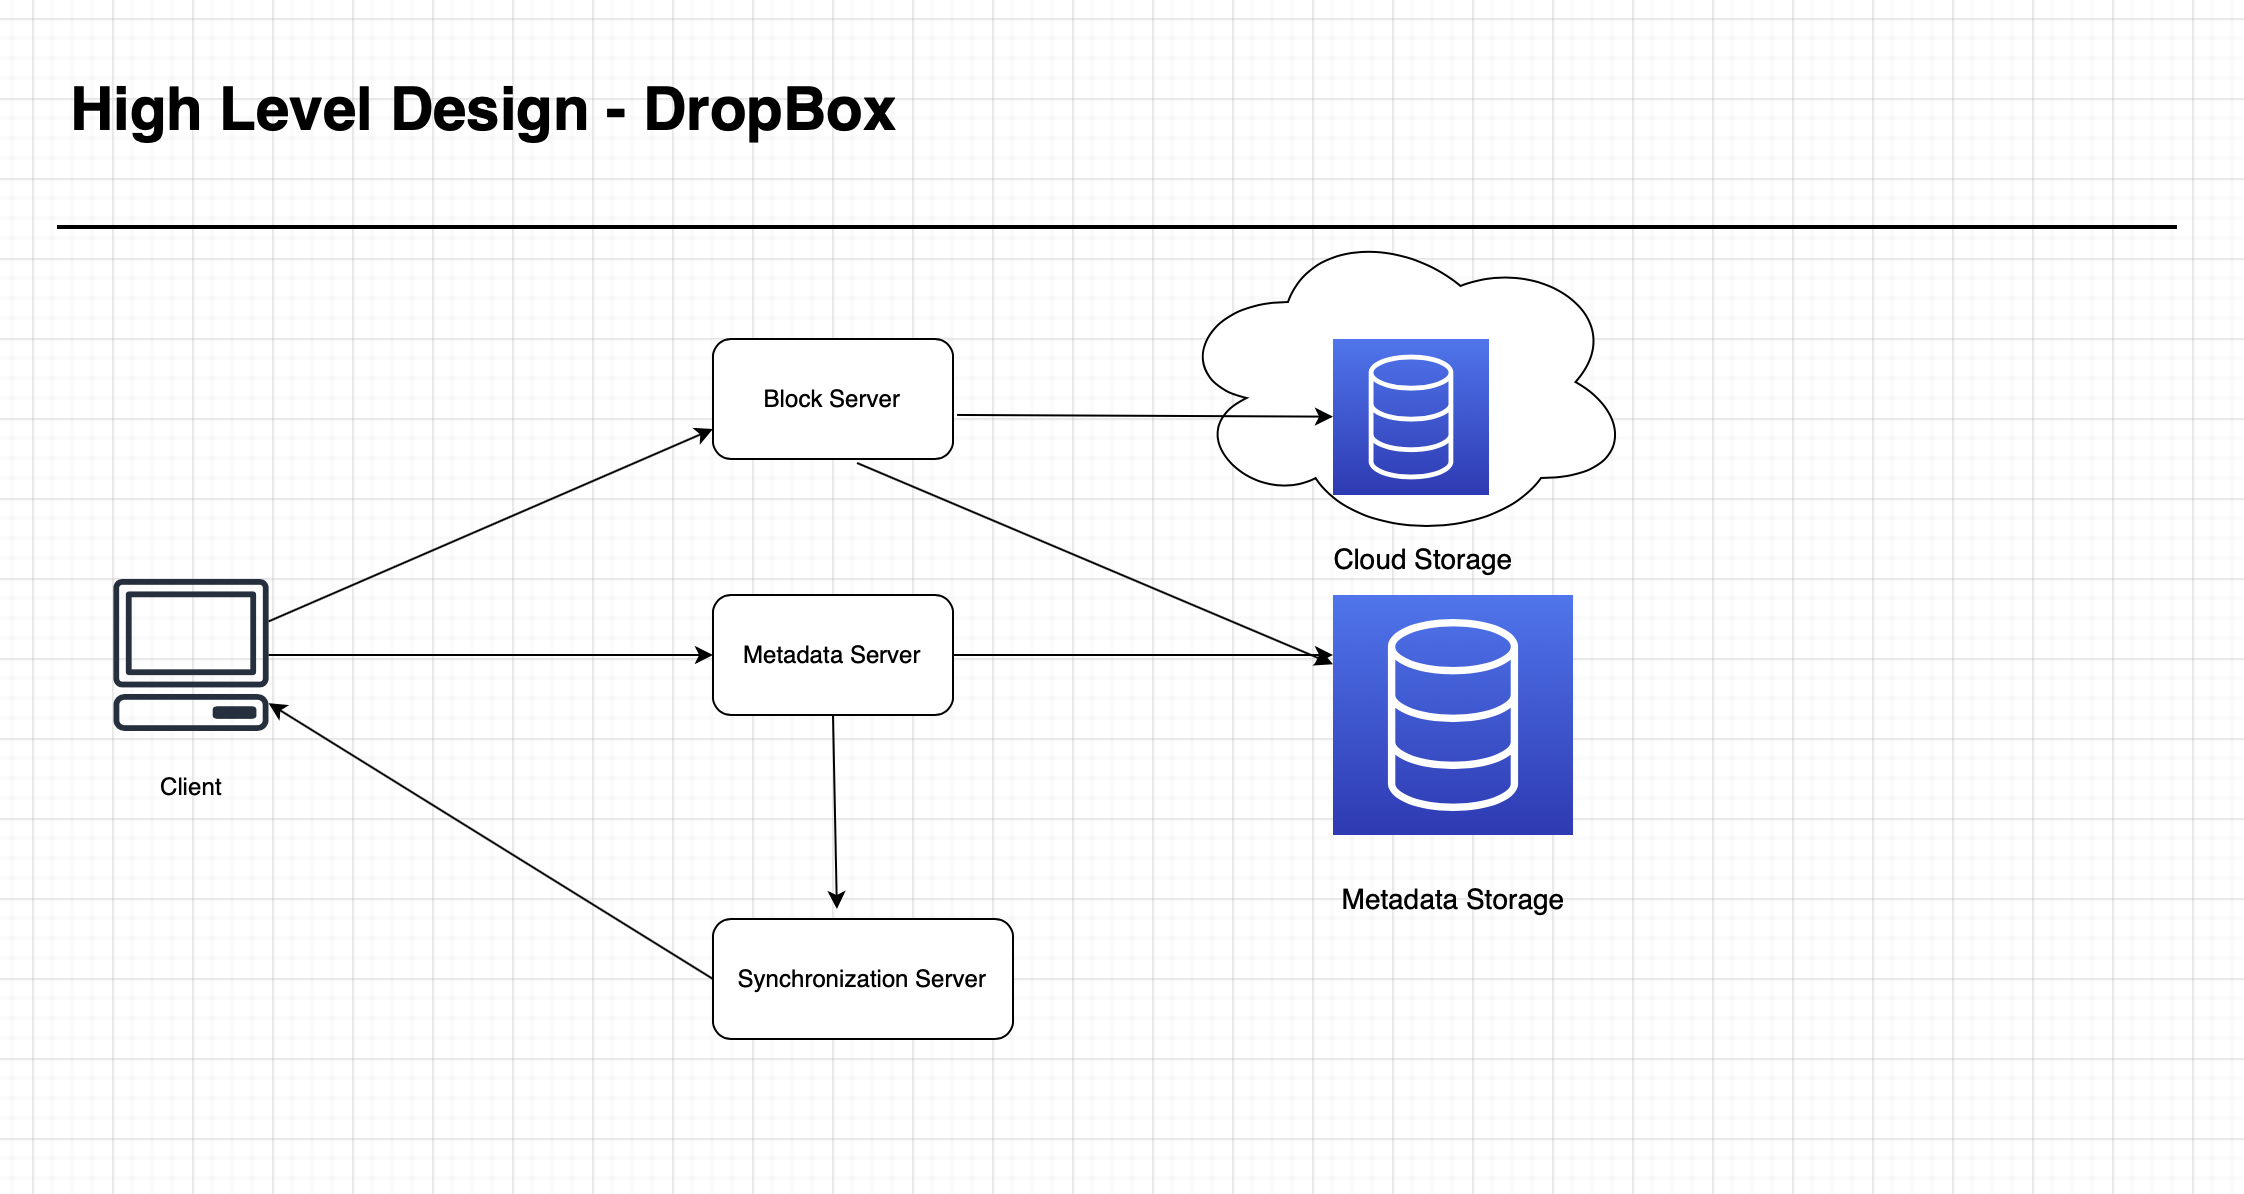 High Level Design - DropBox
Block Server
Cloud Storage
Metadata Server
Client
Metadata Storage
Synchronization Server